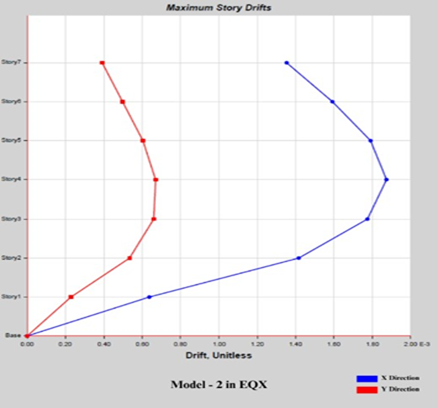 Maximum Story Drifts
Story7
Story6
Story5
Story4
Story3
Story2
Story1
Base
0.00 0.20 0.40 0.60 0.80 1.00 1.20 1.40 1.60 1.80 2.00 E-3
Drift, Unitless
Model - 2 in EQX
X Direction
Y Direction